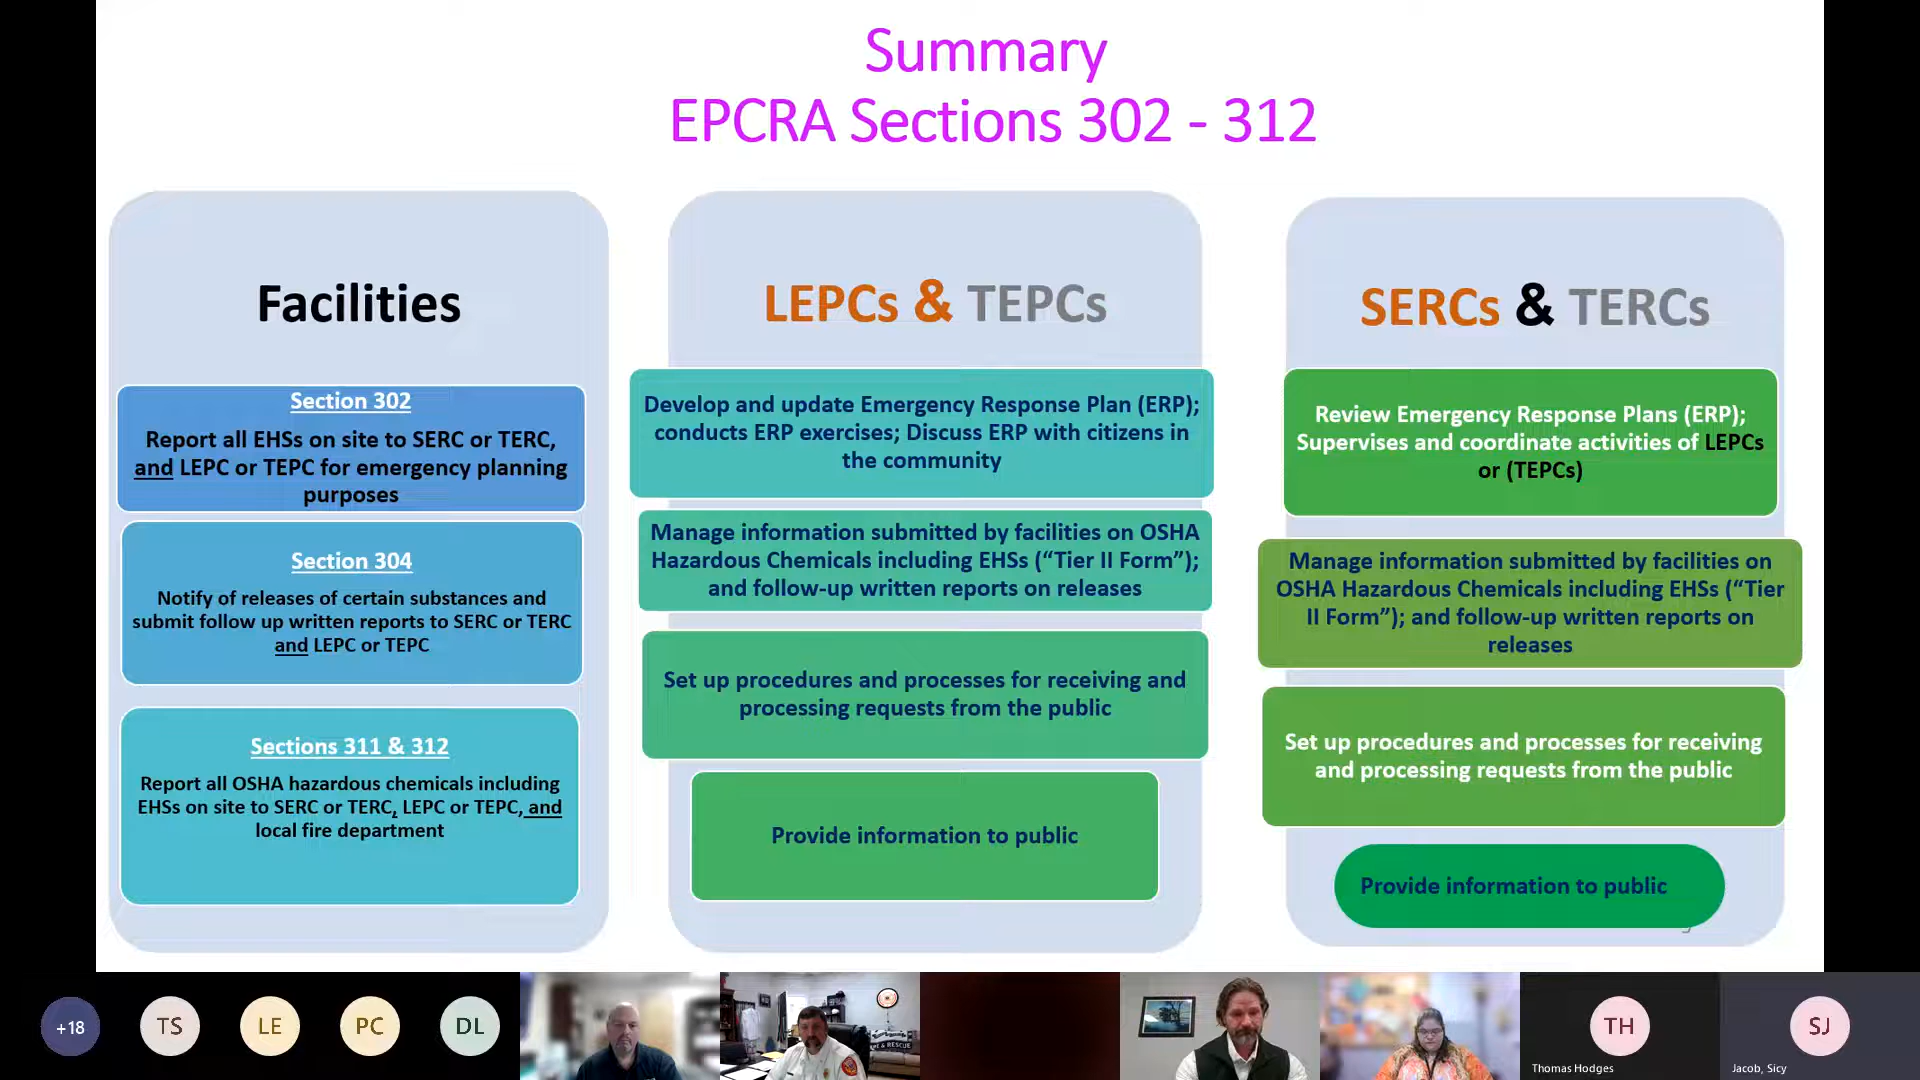 Summary
EPCRA Sections 302 - 312
Facilities
Section 302
Report all EHSs on site to SERC or TERC,
and LEPC or TEPC for emergency planning
purposes
Section 304
Notify of releases of certain substances and
submit follow up written reports to SERC or TERC
and LEPC or TEPC
Sections 311 & 312
Report all OSHA hazardous chemicals including
EHSs on site to SERC or TERC, LEPC or TEPC, and
local fire department
LEPCs & TEPCs
Develop and update Emergency Response Plan (ERP);
conducts ERP exercises; Discuss ERP with citizens in
the community
Manage information submitted by facilities on OSHA
Hazardous Chemicals including EHSs (“Tier II Form”);
and follow-up written reports on releases
Set up procedures and processes for receiving and
processing requests from the public
Provide information to public
SERCs & TERCs
Review Emergency Response Plans (ERP);
Supervises and coordinate activities of LEPCs
or (TEPCs)
Manage information submitted by facilities on
OSHA Hazardous Chemicals including EHSs (“Tier
II Form”); and follow-up written reports on
releases
Set up procedures and processes for receiving
and processing requests from the public
Provide information to public
+18
TS
LE
PC
DL
& RESCUE
TH
Thomas Hodges
SJ
Jacob, Sicy